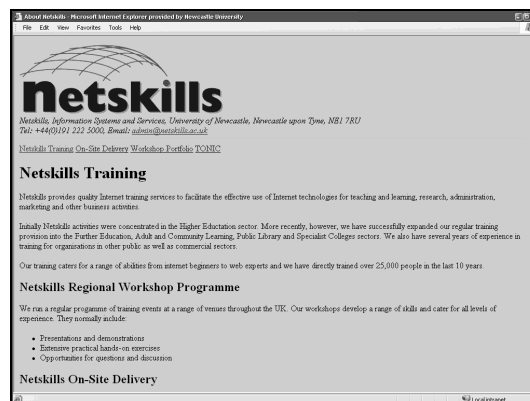 About Netskills - Microsoft Internet Explorer provided by Newcastle University
File Edit View Favorites Tools Help
netskills
Netskills, Information Systems and Services, University of Newcastle, Newcastle upon Tyne, NE1 7RU
Tel: +44(0)191 222 5000, Email: admin@netskills.ac.uk
Netskills Training On-Site Delivery Workshop Portfolio TONIC
Netskills Training
Netskills provides quality Internet training services to facilitate the effective use of Internet technologies for teaching and learning, research, administration,
marketing and other business activities.
Initially Netskills activities were concentrated in the Higher Eductation sector. More recently, however, we have successfully expanded our regular training
provision into the Further Education, Adult and Community Learning, Public Library and Specialist Colleges sectors. We also have several years of experience in
training for organisations in other public as well as commercial sectors.
Our training caters for a range of abilities from internet beginners to web experts and we have directly trained over 25,000 people in the last 10 years.
Netskills Regional Workshop Programme
We run a regular progamme of training events at a range of venues throughout the UK. Our workshops develop a range of skills and cater for all levels of
experience. They normally include:
• Presentations and demonstrations
• Extensive practical hands-on exercises
• Opportunities for questions and discussion
Netskills On-Site Delivery
Local intranet